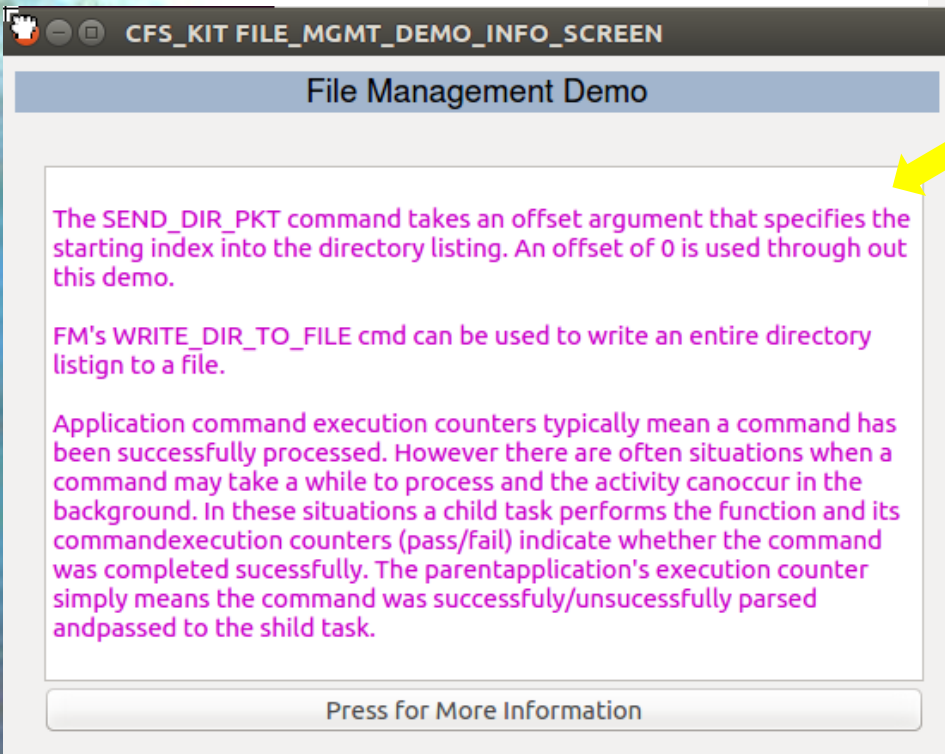 CFS_KIT FILE_MGMT_DEMO_INFO_SCREEN
File Management Demo
The SEND_DIR_PKT command takes an offset argument that specifies the
starting index into the directory listing. An offset of 0 is used through out
this demo.
FM's WRITE_DIR_TO_FILE cmd can be used to write an entire directory
listign to a file.
Application command execution counters typically mean a command has
been successfully processed. However there are often situations when a
command may take a while to process and the activity canoccur in the
background. In these situations a child task performs the function and its
commandexecution counters (pass/fail) indicate whether the command
was completed sucessfully. The parentapplication's execution counter
simply means the command was successfuly/unsucessfully parsed
andpassed to the shild task.
Press for More Information